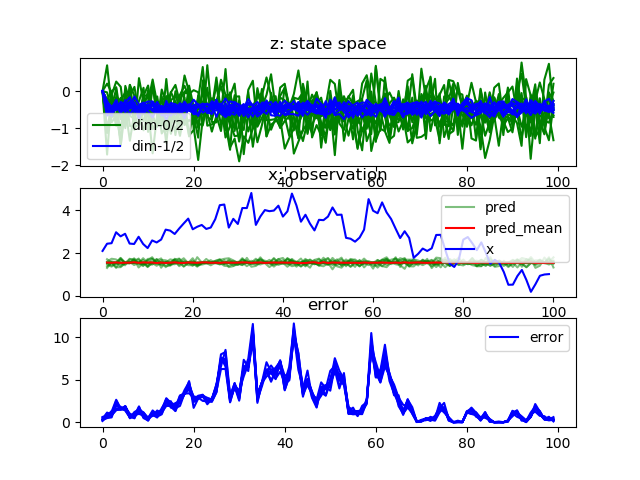 z: state space
0
−1
−2
dim-0/2
dim-1/2
0 20 40 60 80 100
x: observation
4
2
0
pred
pred_mean
x
0 20 40 60 80 100
error
10
5
0
error
0 20 40 60 80 100